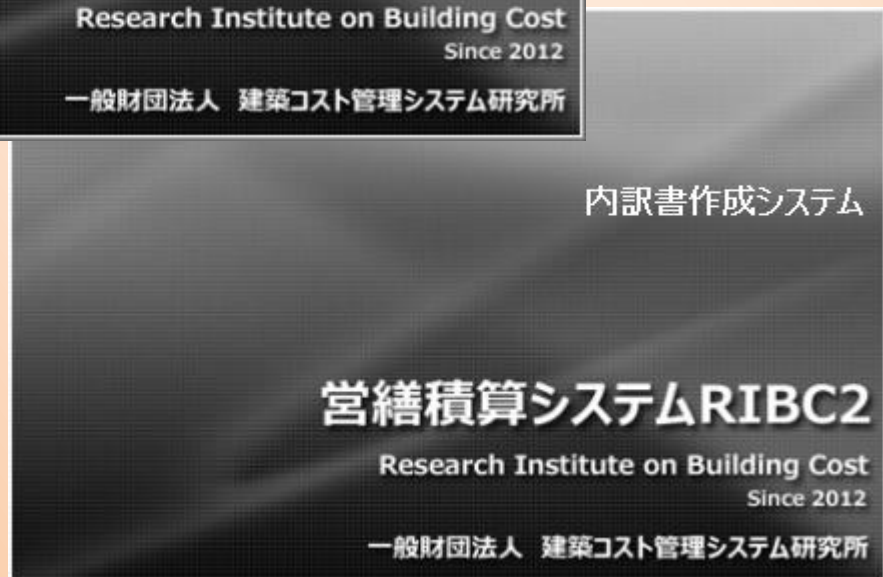 Research Institute on Building Cost
Since 2012
一般財団法人 建築コスト管理システム研究所
内訳書作成システム
営繕積算システムRIBC2
Research Institute on Building Cost
Since 2012
一般財団法人 建築コスト管理システム研究所